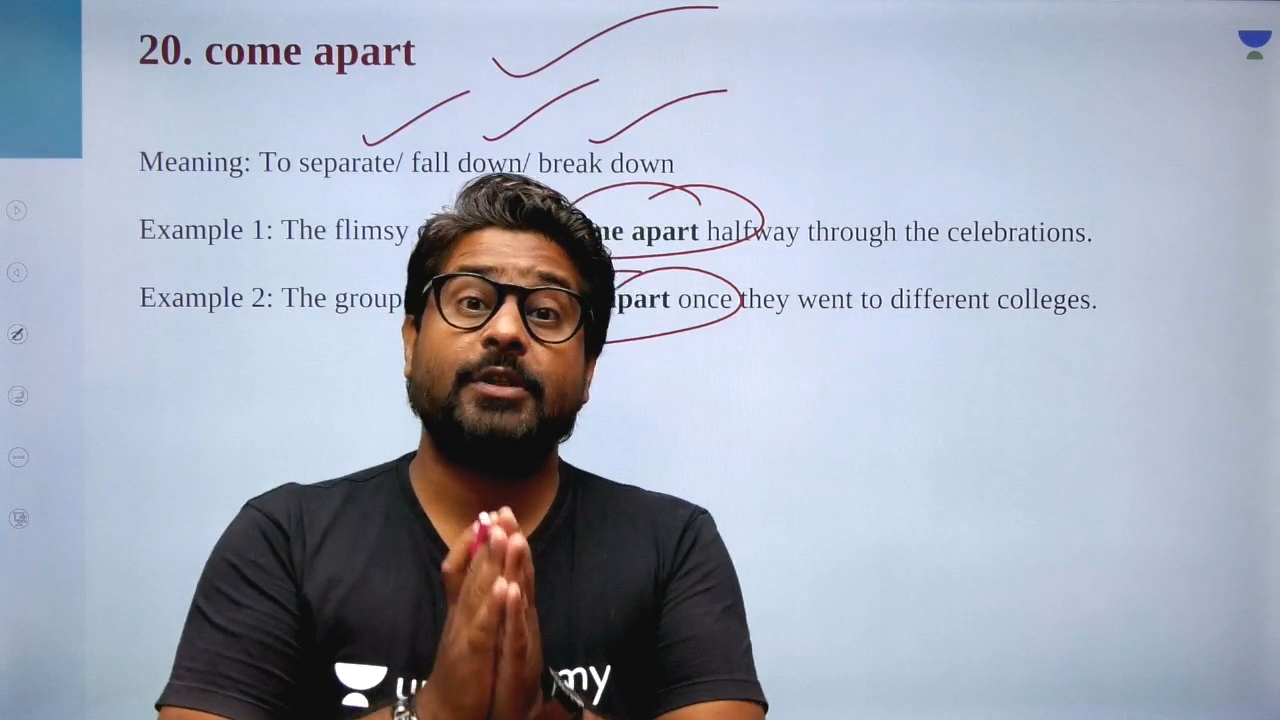 20. come apart
Meaning: To separate/ fall down/ break down
Example 1: The flimsy apart halfway through the celebrations.
Example 2: The group once they went to different colleges.
my